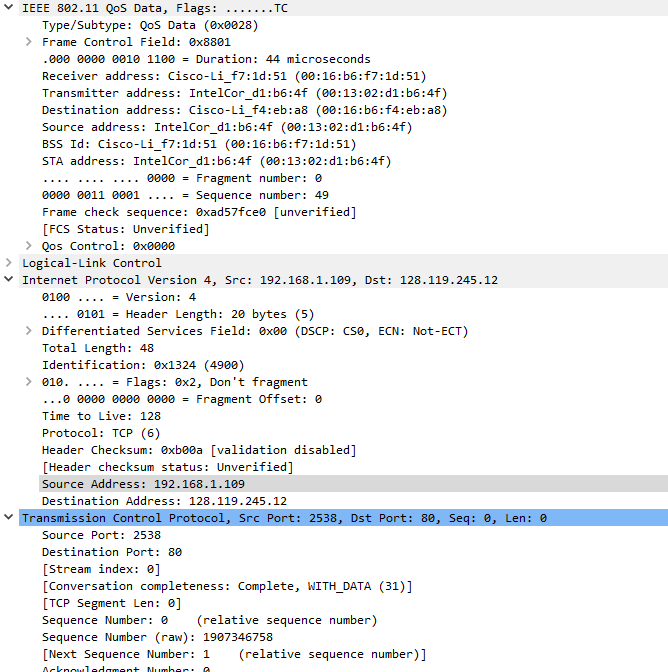 IEEE 802.11 QoS Data, Flags: .......TC
Type/Subtype: QoS Data (0x0028)
Frame Control Field: 0x8801
.000 0000 0010 1100 = Duration: 44 microseconds
Receiver address: Cisco-Li_f7:1d:51 (00:16:b6:f7:1d:51)
Transmitter address: IntelCor_d1:b6:4f (00:13:02:d1:b6:4f)
Destination address: Cisco-Li_f4:eb:a8 (00:16:b6:f4:eb:a8)
Source address: IntelCor_d1:b6:4f (00:13:02:d1:b6:4f)
BSS Id: Cisco-Li_f7:1d:51 (00:16:b6:f7:1d:51)
STA address: IntelCor_d1:b6:4f (00:13:02:d1:b6:4f)
.... .... .... 0000 = Fragment number: 0
0000 0011 0001 .... = Sequence number: 49
Frame check sequence: 0xad57fce0 [unverified]
[FCS Status: Unverified]
Qos Control: 0x0000
Logical-Link Control
Internet Protocol Version 4, Src: 192.168.1.109, Dst: 128.119.245.12
0100 .... = Version: 4
.... 0101 = Header Length: 20 bytes (5)
Differentiated Services Field: 0x00 (DSCP: CS0, ECN: Not-ECT)
Total Length: 48
Identification: 0x1324 (4900)
010. .... = Flags: 0x2, Don't fragment
...0 0000 0000 0000 = Fragment Offset: 0
Time to Live: 128
Protocol: TCP (6)
Header Checksum: 0xb00a [validation disabled]
[Header checksum status: Unverified]
Source Address: 192.168.1.109
Destination Address: 128.119.245.12
Transmission Control Protocol, Src Port: 2538, Dst Port: 80, Seq: 0, Len: 0
Source Port: 2538
Destination Port: 80
[Stream index: 0]
[Conversation completeness: Complete, WITH_DATA (31)]
[TCP Segment Len: 0]
Sequence Number: 0    (relative sequence number)
Sequence Number (raw): 1907346758
[Next Sequence Number: 1    (relative sequence number)]
Acknowledgment Number: 0